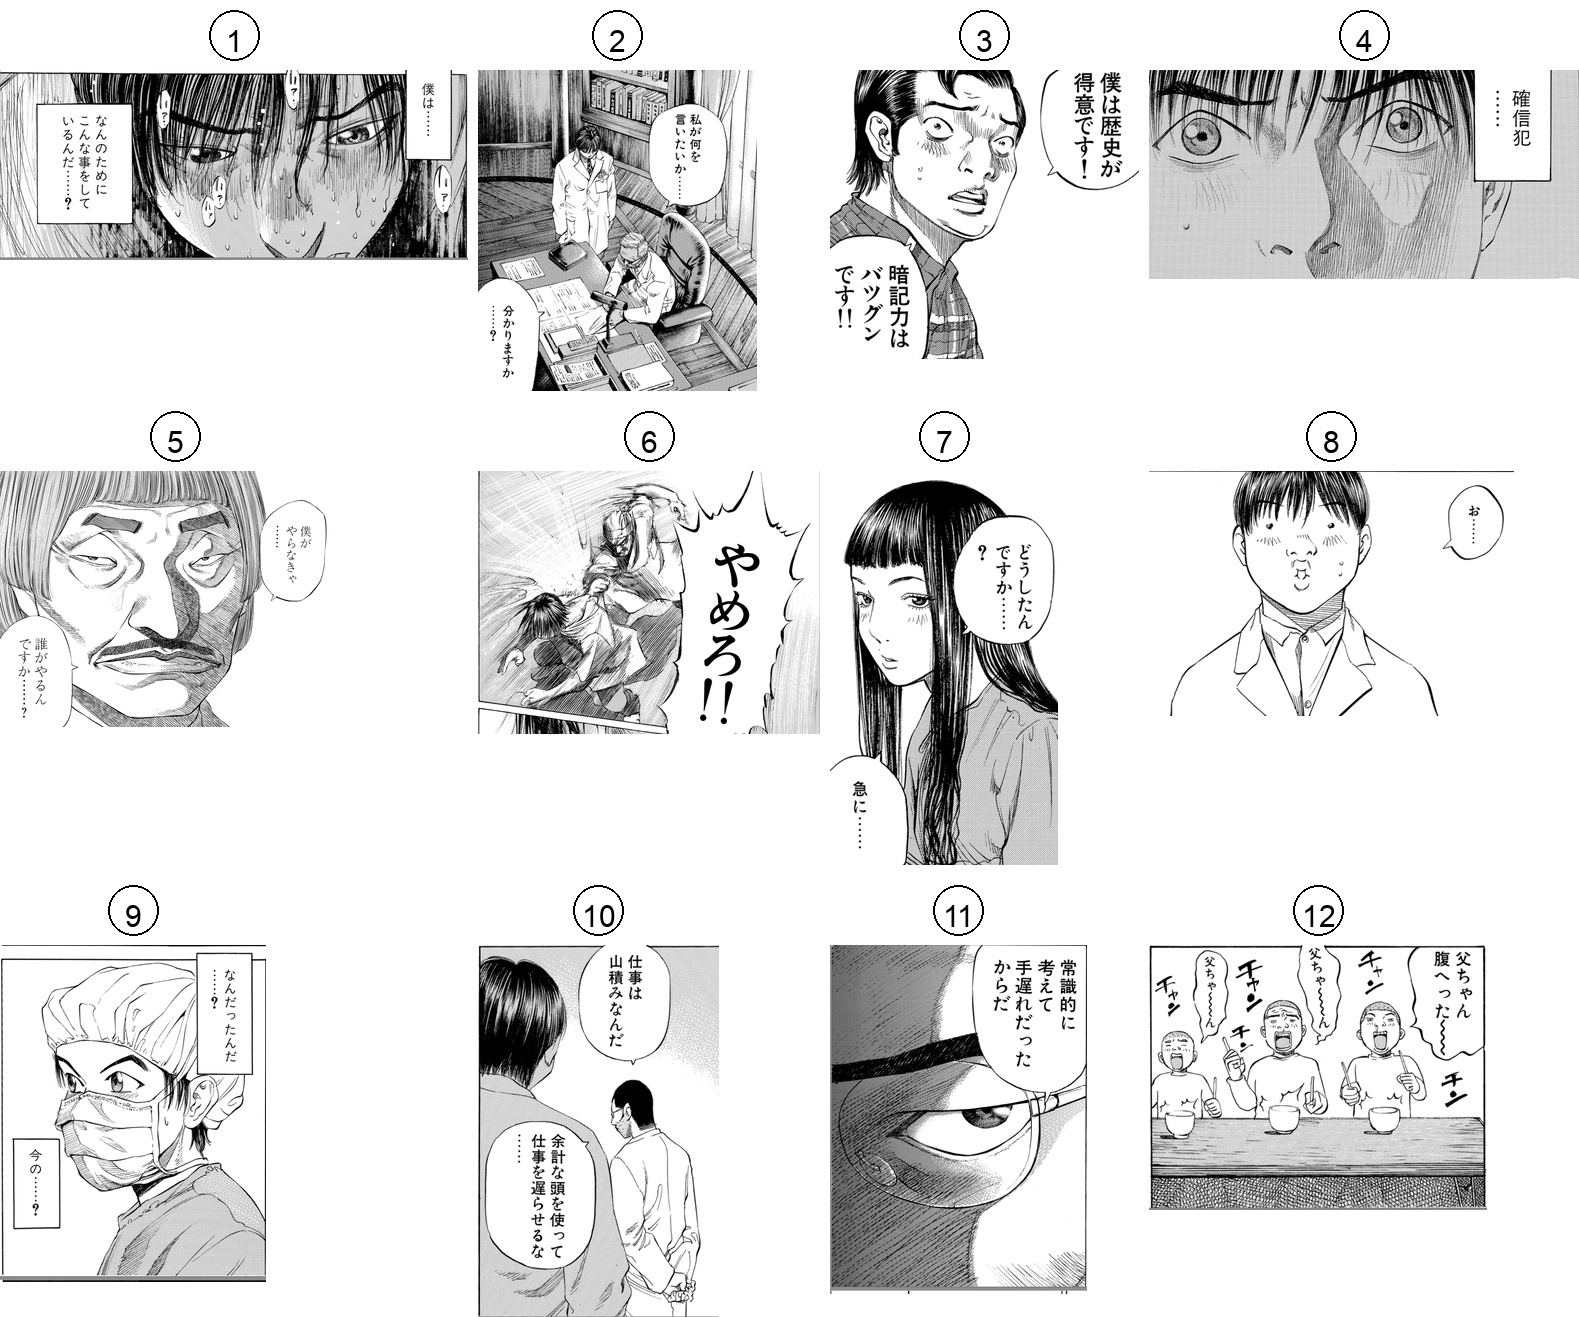 1
僕は……
なんのために
こんな事をして
いるんだ……?
!?
!?
!?
!?
!?
2
私が何を
言いたいか……
分かりますか
……?
3
僕は歴史が
得意です!
暗記力は
バツグン
です!!
4
確信犯
……
5
僕が
やらなきゃ
……
誰がやるん
ですか……?
6
やめろ!!
7
どうしたん
ですか……
?
急に……
8
お……
9
なんだったんだ
……?
今の……?
10
仕事は
山積みなんだ
余計な頭を使って
仕事を遅らせるな
……
11
常識的に
考えて
手遅れだった
からだ
12
父ちゃん
腹へった〜〜
チャン
父ちゃ〜〜ん
チャン
父ちゃ〜〜ん
チャン
チン
チン